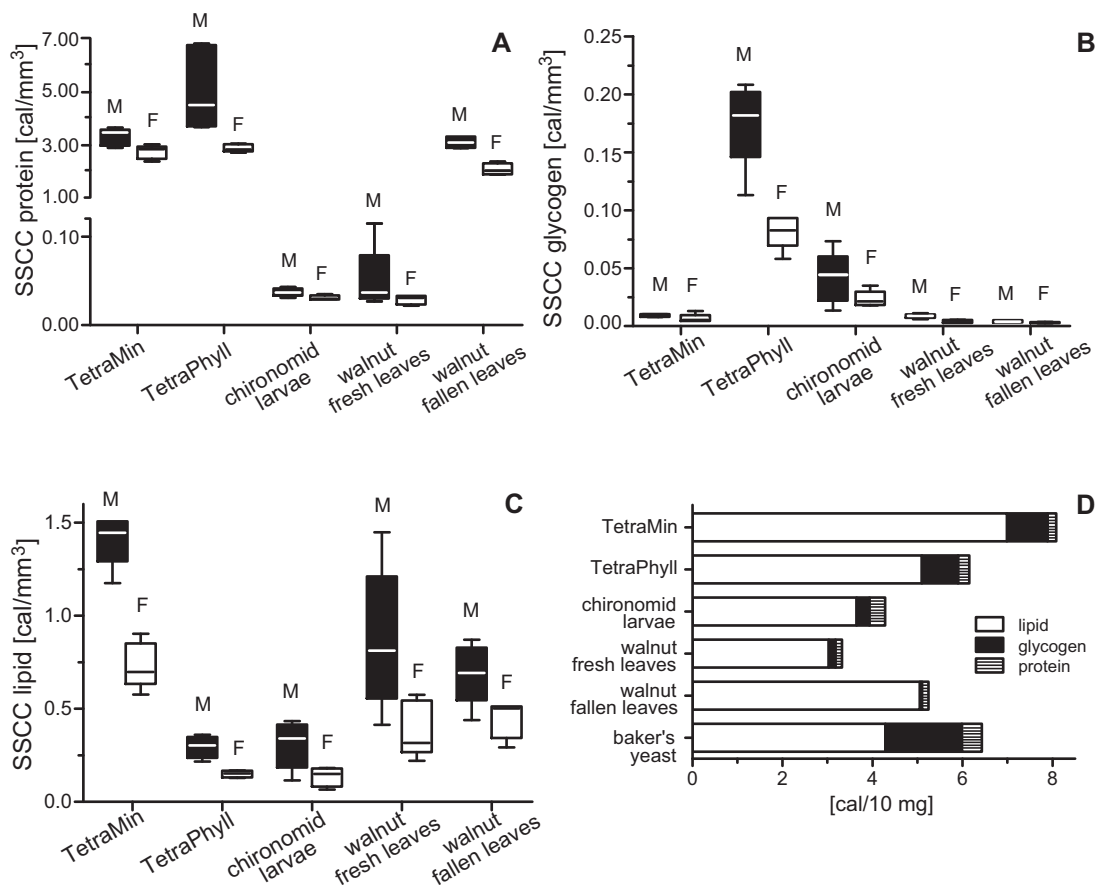 A
SSCC protein [cal/mm³]
7.00
5.00
3.00
1.00
0.10
0.00
M
F
M
F
M
F
M
F
M
F
TetraMin
TetraPhyll
chironomid
larvae
walnut
fresh leaves
walnut
fallen leaves
B
SSCC glycogen [cal/mm³]
0.25
0.20
0.15
0.10
0.05
0.00
M
F
M
F
M
F
M
F
M
F
TetraMin
TetraPhyll
chironomid
larvae
walnut
fresh leaves
walnut
fallen leaves
C
SSCC lipid [cal/mm³]
1.5
1.0
0.5
0.0
M
F
M
F
M
F
M
F
M
F
TetraMin
TetraPhyll
chironomid
larvae
walnut
fresh leaves
walnut
fallen leaves
D
TetraMin
TetraPhyll
chironomid
larvae
walnut
fresh leaves
walnut
fallen leaves
baker's
yeast
lipid
glycogen
protein
0 2 4 6 8
[cal/10 mg]